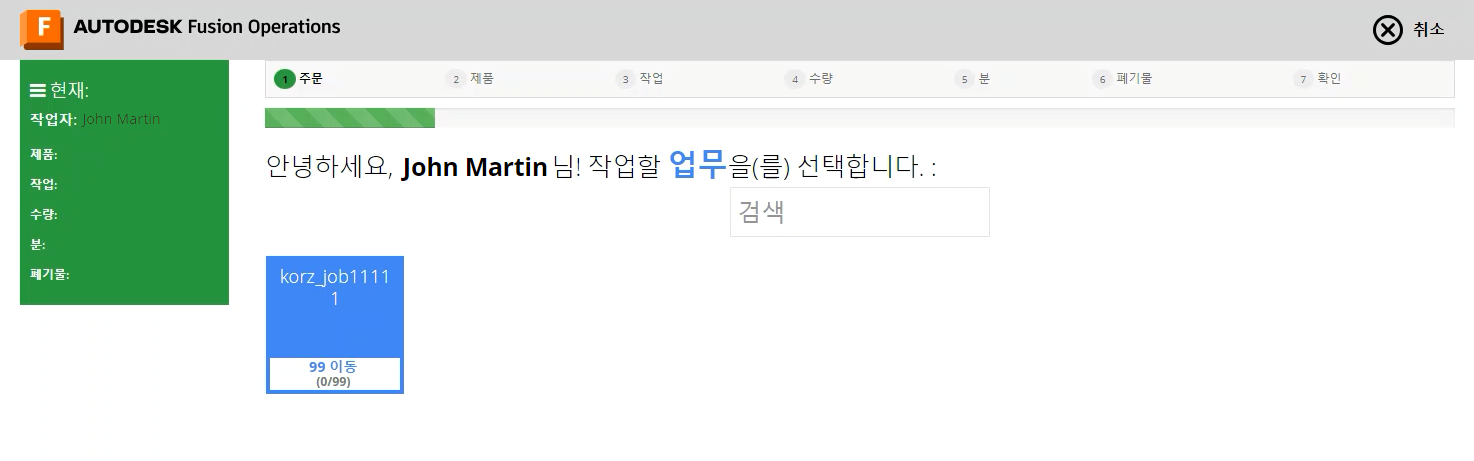 F AUTODESK Fusion Operations
취소
현재:
작업자: John Martin
제품:
작업:
수량:
분:
폐기물:
1 주문 2 제품 3 작업 4 수량 5 분 6 폐기물 7 확인
안녕하세요, John Martin 님! 작업할 업무을(를) 선택합니다. :
검색
korz_job1111
1
99 이동
(0/99)